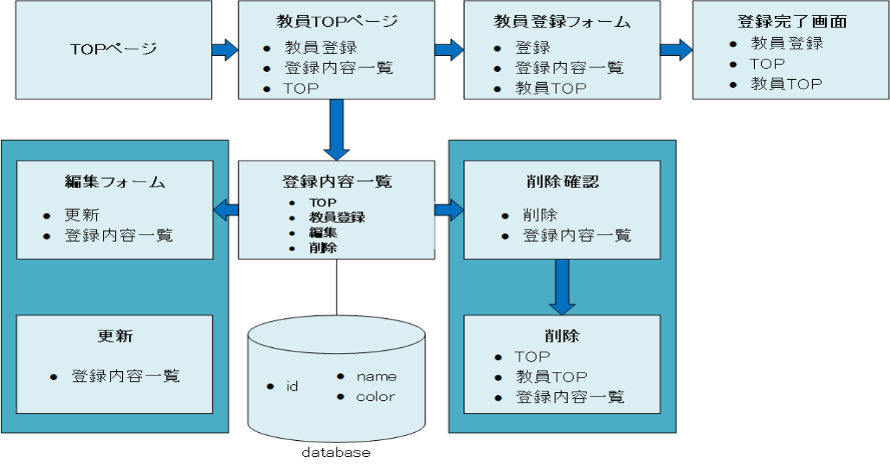 TOPページ
教員TOPページ
● 教員登録
● 登録内容一覧
● TOP
教員登録フォーム
● 登録
● 登録内容一覧
● 教員TOP
登録完了画面
● 教員登録
● TOP
● 教員TOP
編集フォーム
● 更新
● 登録内容一覧
登録内容一覧
● TOP
● 教員登録
● 編集
● 削除
削除確認
● 削除
● 登録内容一覧
更新
● 登録内容一覧
● id
● name
● color
database
削除
● TOP
● 教員TOP
● 登録内容一覧